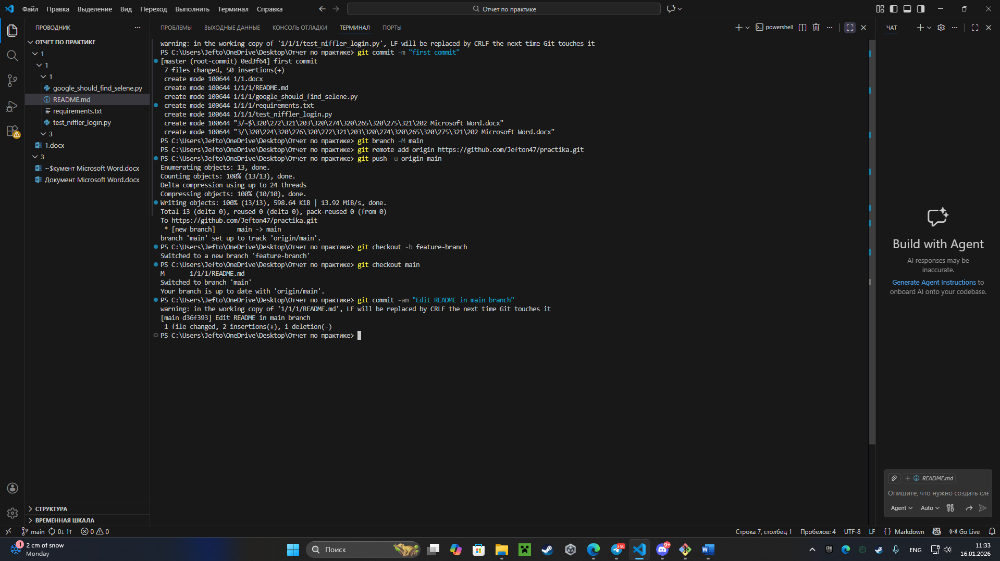 Файл Правка Выделение Вид Переход Выполнить Терминал Справка
Отчет по практике
ПРОВОДНИК
ОТЧЕТ ПО ПРАКТИКЕ
1
1
1
google_should_find_selene.py
README.md
requirements.txt
test_niffler_login.py
3
1.docx
3
~$кумент Microsoft Word.docx
Документ Microsoft Word.docx
СТРУКТУРА
ВРЕМЕННАЯ ШКАЛА
ПРОБЛЕМЫ ВЫХОДНЫЕ ДАННЫЕ КОНСОЛЬ ОТЛАДКИ ТЕРМИНАЛ ПОРТЫ
powershell
warning: in the working copy of '1/1/1/test_niffler_login.py', LF will be replaced by CRLF the next time Git touches it
PS C:\Users\Jefto\OneDrive\Desktop\Отчет по практике> git commit -m "first commit"
[master (root-commit) 0ed3f64] first commit
7 files changed, 50 insertions(+)
create mode 100644 1/1.docx
create mode 100644 1/1/1/README.md
create mode 100644 1/1/1/google_should_find_selene.py
create mode 100644 1/1/1/requirements.txt
create mode 100644 1/1/1/test_niffler_login.py
create mode 100644 "3/~$\320\272\321\203\320\274\320\265\320\275\321\202 Microsoft Word.docx"
create mode 100644 "3/\320\224\320\276\320\272\321\203\320\274\320\265\320\275\321\202 Microsoft Word.docx"
PS C:\Users\Jefto\OneDrive\Desktop\Отчет по практике> git branch -M main
PS C:\Users\Jefto\OneDrive\Desktop\Отчет по практике> git remote add origin https://github.com/Jefton47/practika.git
PS C:\Users\Jefto\OneDrive\Desktop\Отчет по практике> git push -u origin main
Enumerating objects: 13, done.
Counting objects: 100% (13/13), done.
Delta compression using up to 24 threads
Compressing objects: 100% (10/10), done.
Writing objects: 100% (13/13), 598.64 KiB | 13.92 MiB/s, done.
Total 13 (delta 0), reused 0 (delta 0), pack-reused 0 (from 0)
To https://github.com/Jefton47/practika.git
* [new branch] main -> main
branch 'main' set up to track 'origin/main'.
PS C:\Users\Jefto\OneDrive\Desktop\Отчет по практике> git checkout -b feature-branch
Switched to a new branch 'feature-branch'
PS C:\Users\Jefto\OneDrive\Desktop\Отчет по практике> git checkout main
M 1/1/1/README.md
Switched to branch 'main'
Your branch is up to date with 'origin/main'.
PS C:\Users\Jefto\OneDrive\Desktop\Отчет по практике> git commit -am "Edit README in main branch"
warning: in the working copy of '1/1/1/README.md', LF will be replaced by CRLF the next time Git touches it
[main d36f393] Edit README in main branch
1 file changed, 2 insertions(+), 1 deletion(-)
PS C:\Users\Jefto\OneDrive\Desktop\Отчет по практике>
ЧАТ
Build with Agent
AI responses may be
inaccurate.
Generate Agent Instructions to
onboard AI onto your codebase.
README.md
Опишите, что нужно создать сле
Agent Auto
main 0↓ 1↑ 0 0
Строка 7, столбец 1 Пробелов: 4 UTF-8 LF { } Markdown Go Live
1
2 cm of snow
Monday
Поиск
350
9+
EPIC
ENG
11:33
16.01.2026